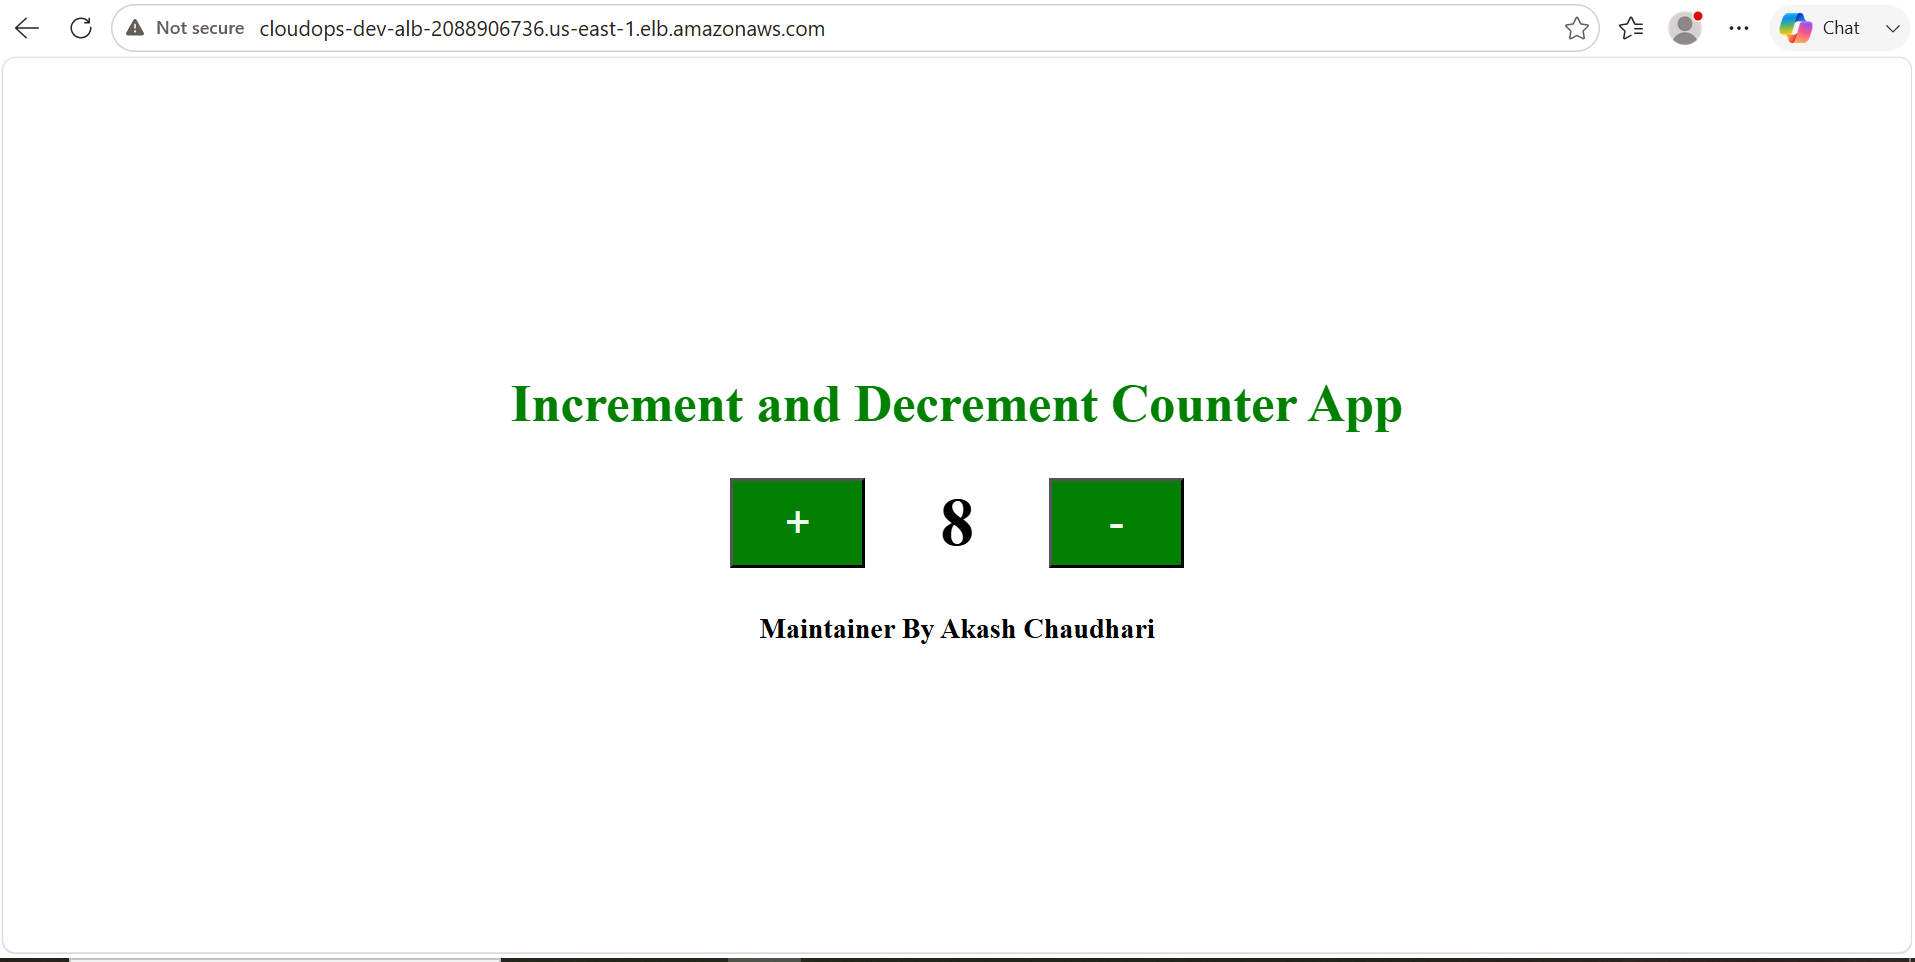 Not secure cloudops-dev-alb-2088906736.us-east-1.elb.amazonaws.com Chat
Increment and Decrement Counter App
+ 8 -
Maintainer By Akash Chaudhari